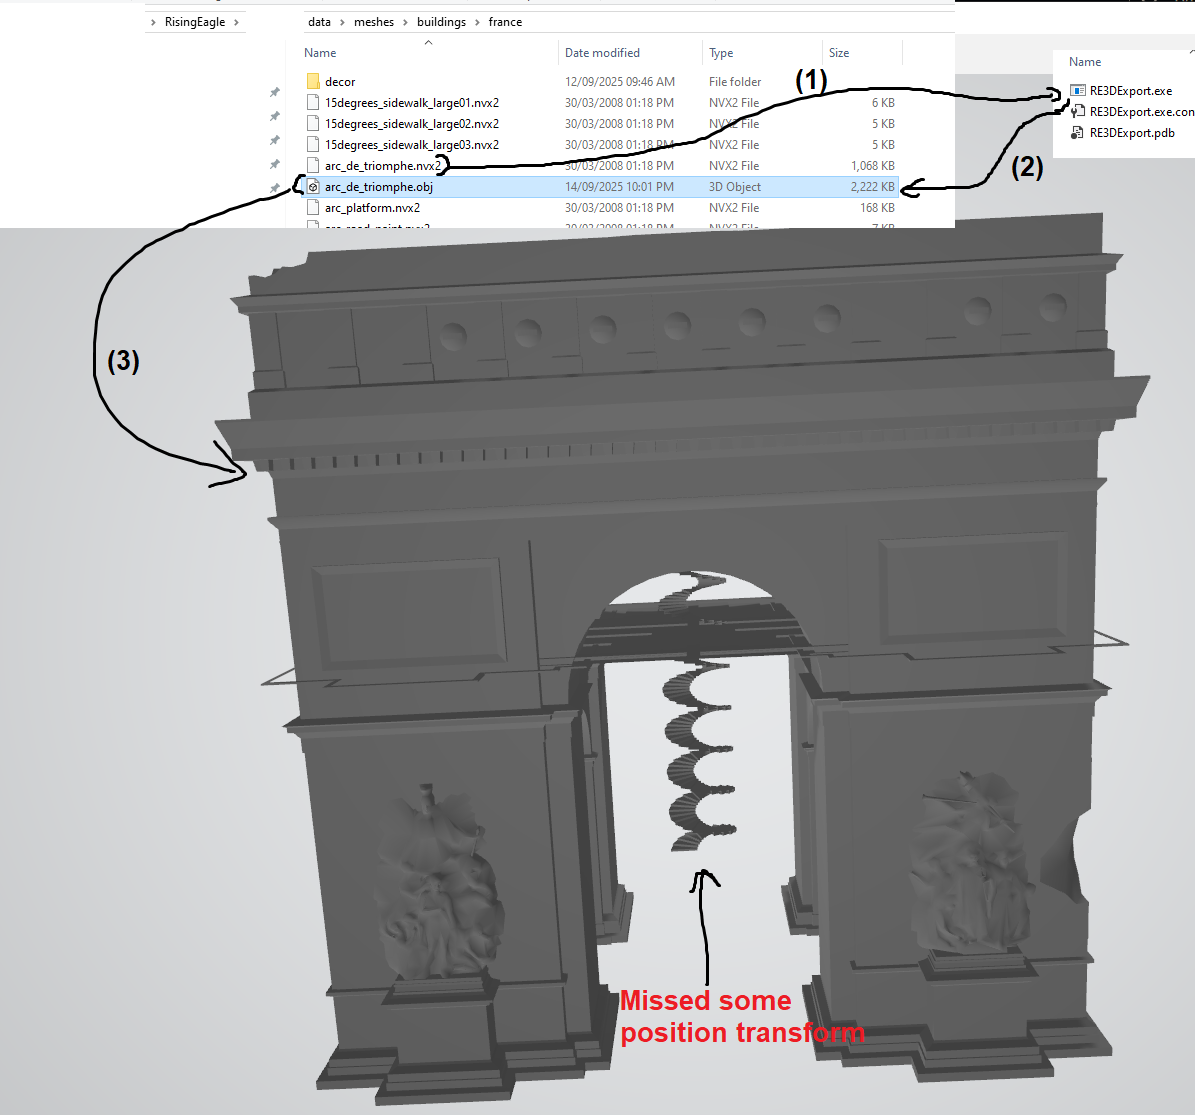 RisingEagle
data meshes buildings france
Name Date modified Type Size
decor 12/09/2025 09:46 AM File folder
15degrees_sidewalk_large01.nvx2 30/03/2008 01:18 PM NVX2 File 6 KB
15degrees_sidewalk_large02.nvx2 30/03/2008 01:18 PM NVX2 File 5 KB
15degrees_sidewalk_large03.nvx2 30/03/2008 01:18 PM NVX2 File 5 KB
arc_de_triomphe.nvx2 30/03/2008 01:18 PM NVX2 File 1,068 KB
arc_de_triomphe.obj 14/09/2025 10:01 PM 3D Object 2,222 KB
arc_platform.nvx2 30/03/2008 01:18 PM NVX2 File 168 KB
Name
RE3DExport.exe
RE3DExport.exe.con
RE3DExport.pdb
(1)
(2)
(3)
Missed some
position transform